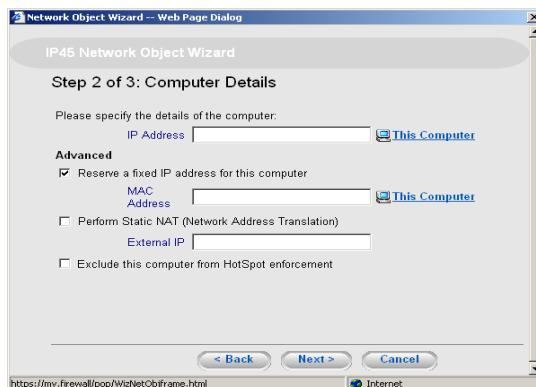 Network Object Wizard -- Web Page Dialog
IP45 Network Object Wizard
Step 2 of 3: Computer Details
Please specify the details of the computer:
IP Address This Computer
Advanced
Reserve a fixed IP address for this computer
MAC Address This Computer
Perform Static NAT (Network Address Translation)
External IP
Exclude this computer from HotSpot enforcement
< Back Next > Cancel
https://my.firewall/pop/WizNetObjframe.html Internet